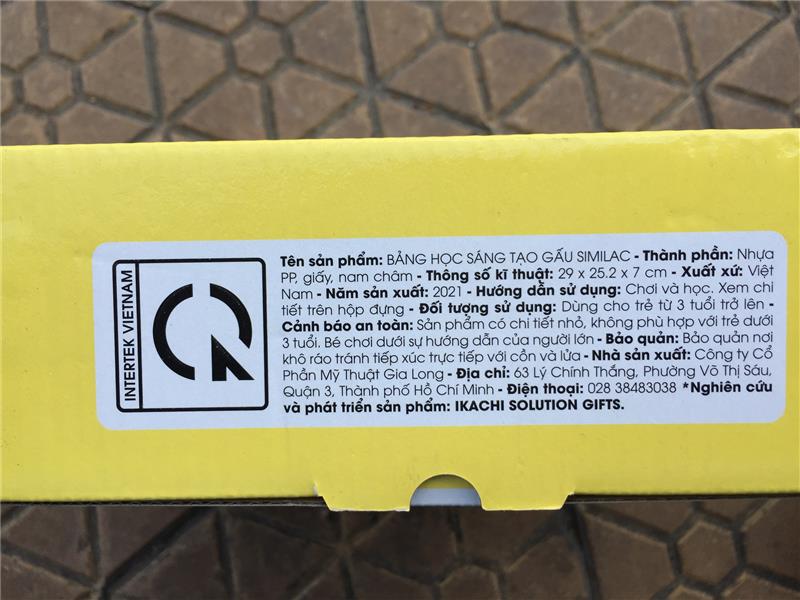 INTERTEK VIETNAM
Tên sản phẩm: BẢNG HỌC SÁNG TẠO GẤU SIMILAC - Thành phần: Nhựa
PP, giấy, nam châm - Thông số kĩ thuật: 29 x 25.2 x 7 cm - Xuất xứ: Việt
Nam - Năm sản xuất: 2021 - Hướng dẫn sử dụng: Chơi và học. Xem chi
tiết trên hộp đựng - Đối tượng sử dụng: Dùng cho trẻ từ 3 tuổi trở lên -
Cảnh báo an toàn: Sản phẩm có chi tiết nhỏ, không phù hợp với trẻ dưới
3 tuổi. Bé chơi dưới sự hướng dẫn của người lớn - Bảo quản: Bảo quản nơi
khô ráo tránh tiếp xúc trực tiếp với cồn và lửa - Nhà sản xuất: Công ty Cổ
Phần Mỹ Thuật Gia Long - Địa chỉ: 63 Lý Chính Thắng, Phường Võ Thị Sáu,
Quận 3, Thành phố Hồ Chí Minh - Điện thoại: 028 38483038 *Nghiên cứu
và phát triển sản phẩm: IKACHI SOLUTION GIFTS.